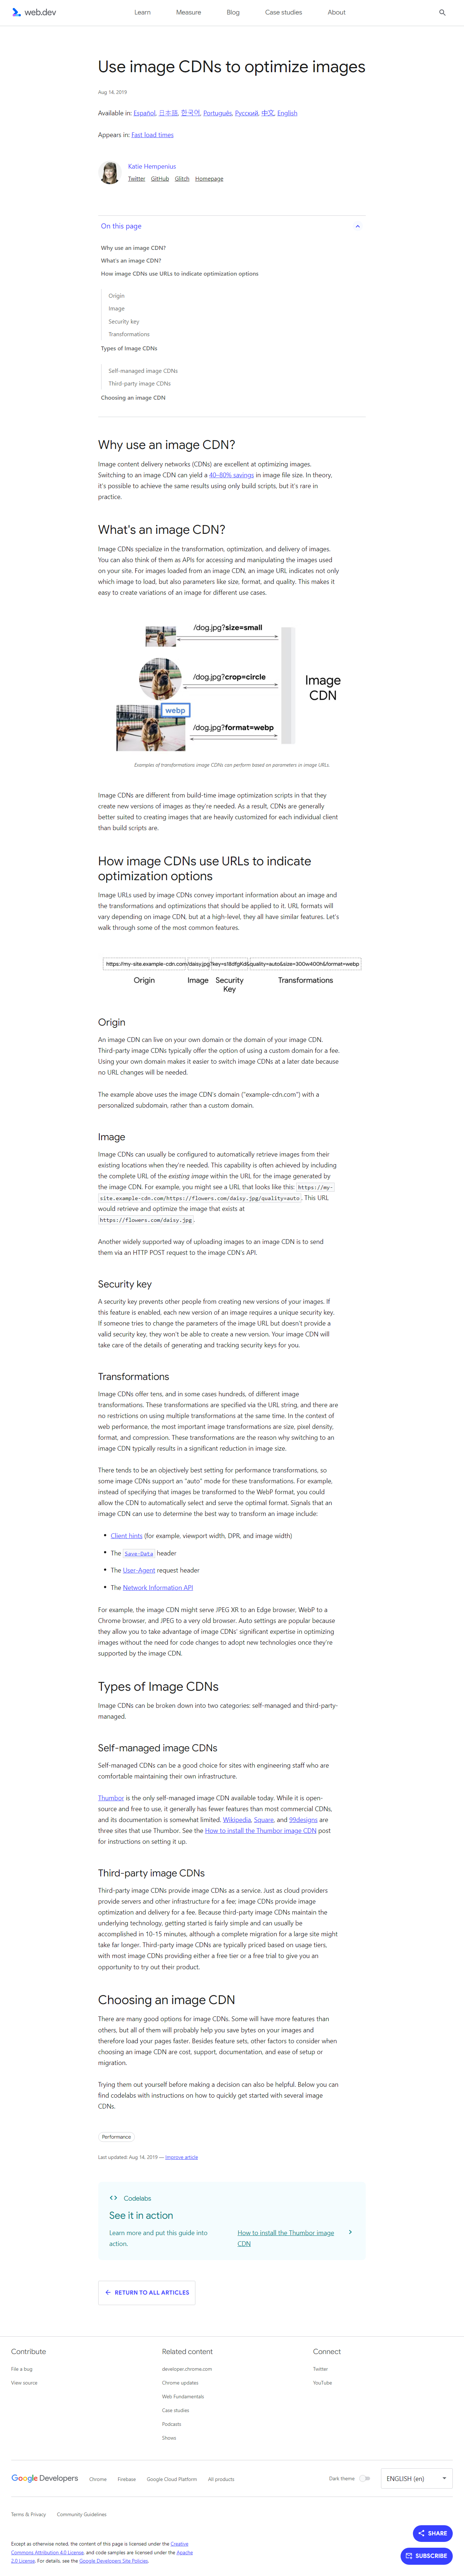 web.dev
Learn
Measure
Blog
Case studies
About
Use image CDNs to optimize images
Aug 14, 2019
Available in: Español, 日本語, 한국어, Português, Русский, 中文, English
Appears in: Fast load times
Katie Hempenius
Twitter GitHub Glitch Homepage
On this page
Why use an image CDN?
What's an image CDN?
How image CDNs use URLs to indicate optimization options
Origin
Image
Security key
Transformations
Types of Image CDNs
Self-managed image CDNs
Third-party image CDNs
Choosing an image CDN
Why use an image CDN?
Image content delivery networks (CDNs) are excellent at optimizing images.
Switching to an image CDN can yield a 40–80% savings in image file size. In theory,
it's possible to achieve the same results using only build scripts, but it's rare in
practice.
What's an image CDN?
Image CDNs specialize in the transformation, optimization, and delivery of images.
You can also think of them as APIs for accessing and manipulating the images used
on your site. For images loaded from an image CDN, an image URL indicates not only
which image to load, but also parameters like size, format, and quality. This makes it
easy to create variations of an image for different use cases.
/dog.jpg?size=small
/dog.jpg?crop=circle
webp
/dog.jpg?format=webp
Image
CDN
Examples of transformations image CDNs can perform based on parameters in image URLs.
Image CDNs are different from build-time image optimization scripts in that they
create new versions of images as they're needed. As a result, CDNs are generally
better suited to creating images that are heavily customized for each individual client
than build scripts are.
How image CDNs use URLs to indicate
optimization options
Image URLs used by image CDNs convey important information about an image and
the transformations and optimizations that should be applied to it. URL formats will
vary depending on image CDN, but at a high-level, they all have similar features. Let's
walk through some of the most common features.
https://my-site.example-cdn.com/daisy.jpg?key=s18dfgKd&quality=auto&size=300w400h&format=webp
Origin
Image
Security
Key
Transformations
Origin
An image CDN can live on your own domain or the domain of your image CDN.
Third-party image CDNs typically offer the option of using a custom domain for a fee.
Using your own domain makes it easier to switch image CDNs at a later date because
no URL changes will be needed.
The example above uses the image CDN's domain ("example-cdn.com") with a
personalized subdomain, rather than a custom domain.
Image
Image CDNs can usually be configured to automatically retrieve images from their
existing locations when they're needed. This capability is often achieved by including
the complete URL of the existing image within the URL for the image generated by
the image CDN. For example, you might see a URL that looks like this: https://my-
site.example-cdn.com/https://flowers.com/daisy.jpg/quality=auto. This URL
would retrieve and optimize the image that exists at
https://flowers.com/daisy.jpg.
Another widely supported way of uploading images to an image CDN is to send
them via an HTTP POST request to the image CDN's API.
Security key
A security key prevents other people from creating new versions of your images. If
this feature is enabled, each new version of an image requires a unique security key.
If someone tries to change the parameters of the image URL but doesn't provide a
valid security key, they won't be able to create a new version. Your image CDN will
take care of the details of generating and tracking security keys for you.
Transformations
Image CDNs offer tens, and in some cases hundreds, of different image
transformations. These transformations are specified via the URL string, and there are
no restrictions on using multiple transformations at the same time. In the context of
web performance, the most important image transformations are size, pixel density,
format, and compression. These transformations are the reason why switching to an
image CDN typically results in a significant reduction in image size.
There tends to be an objectively best setting for performance transformations, so
some image CDNs support an "auto" mode for these transformations. For example,
instead of specifying that images be transformed to the WebP format, you could
allow the CDN to automatically select and serve the optimal format. Signals that an
image CDN can use to determine the best way to transform an image include:
• Client hints (for example, viewport width, DPR, and image width)
• The Save-Data header
• The User-Agent request header
• The Network Information API
For example, the image CDN might serve JPEG XR to an Edge browser, WebP to a
Chrome browser, and JPEG to a very old browser. Auto settings are popular because
they allow you to take advantage of image CDNs' significant expertise in optimizing
images without the need for code changes to adopt new technologies once they're
supported by the image CDN.
Types of Image CDNs
Image CDNs can be broken down into two categories: self-managed and third-party-
managed.
Self-managed image CDNs
Self-managed CDNs can be a good choice for sites with engineering staff who are
comfortable maintaining their own infrastructure.
Thumbor is the only self-managed image CDN available today. While it is open-
source and free to use, it generally has fewer features than most commercial CDNs,
and its documentation is somewhat limited. Wikipedia, Square, and 99designs are
three sites that use Thumbor. See the How to install the Thumbor image CDN post
for instructions on setting it up.
Third-party image CDNs
Third-party image CDNs provide image CDNs as a service. Just as cloud providers
provide servers and other infrastructure for a fee; image CDNs provide image
optimization and delivery for a fee. Because third-party image CDNs maintain the
underlying technology, getting started is fairly simple and can usually be
accomplished in 10-15 minutes, although a complete migration for a large site might
take far longer. Third-party image CDNs are typically priced based on usage tiers,
with most image CDNs providing either a free tier or a free trial to give you an
opportunity to try out their product.
Choosing an image CDN
There are many good options for image CDNs. Some will have more features than
others, but all of them will probably help you save bytes on your images and
therefore load your pages faster. Besides feature sets, other factors to consider when
choosing an image CDN are cost, support, documentation, and ease of setup or
migration.
Trying them out yourself before making a decision can also be helpful. Below you can
find codelabs with instructions on how to quickly get started with several image
CDNs.
Performance
Last updated: Aug 14, 2019 — Improve article
Codelabs
See it in action
Learn more and put this guide into
action.
How to install the Thumbor image
CDN
RETURN TO ALL ARTICLES
Contribute
File a bug
View source
Related content
developer.chrome.com
Chrome updates
Web Fundamentals
Case studies
Podcasts
Shows
Connect
Twitter
YouTube
Google Developers
Chrome
Firebase
Google Cloud Platform
All products
Dark theme
ENGLISH (en)
Terms & Privacy
Community Guidelines
SHARE
SUBSCRIBE
Except as otherwise noted, the content of this page is licensed under the Creative
Commons Attribution 4.0 License, and code samples are licensed under the Apache
2.0 License. For details, see the Google Developers Site Policies.